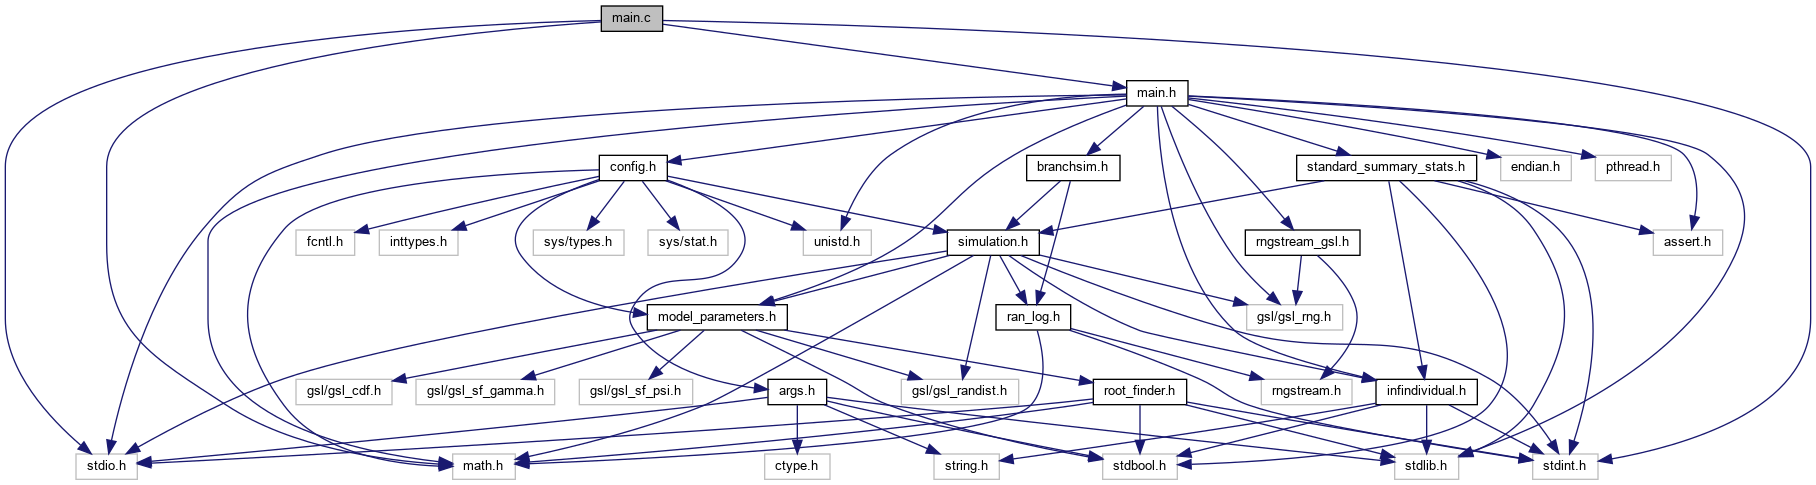 main.c
main.h
config.h
branchsim.h
standard_summary_stats.h
endian.h
pthread.h
fcntl.h
inttypes.h
sys/types.h
sys/stat.h
unistd.h
simulation.h
rngstream_gsl.h
assert.h
model_parameters.h
ran_log.h
gsl/gsl_rng.h
gsl/gsl_cdf.h
gsl/gsl_sf_gamma.h
gsl/gsl_sf_psi.h
args.h
gsl/gsl_randist.h
root_finder.h
rngstream.h
infindividual.h
stdio.h
math.h
ctype.h
string.h
stdbool.h
stdlib.h
stdint.h